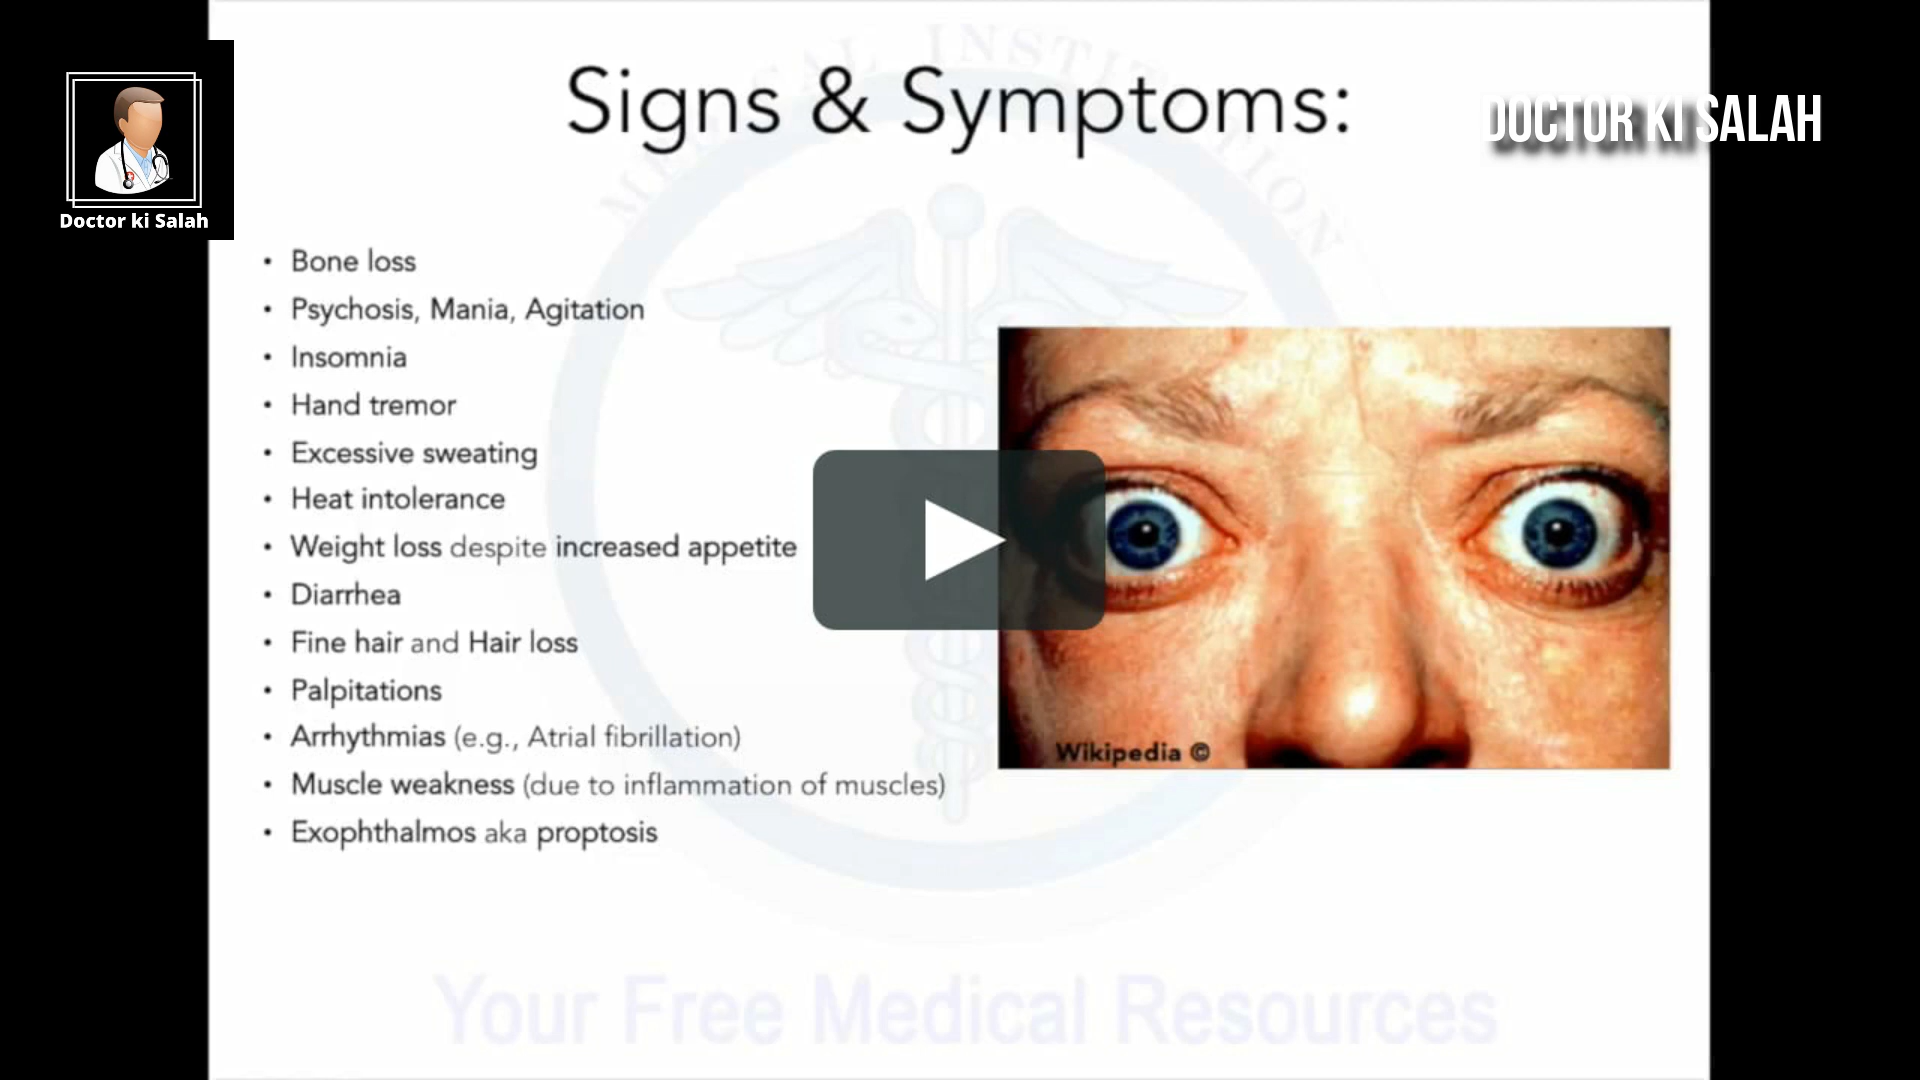 Signs & Symptoms:
DOCTOR KI SALAH
Doctor ki Salah
MEDICAL INSTITUTION
• Bone loss
• Psychosis, Mania, Agitation
• Insomnia
• Hand tremor
• Excessive sweating
• Heat intolerance
• Weight loss despite increased appetite
• Diarrhea
• Fine hair and Hair loss
• Palpitations
• Arrhythmias (e.g., Atrial fibrillation)
• Muscle weakness (due to inflammation of muscles)
• Exophthalmos aka proptosis
Wikipedia ©
Your Free Medical Resources